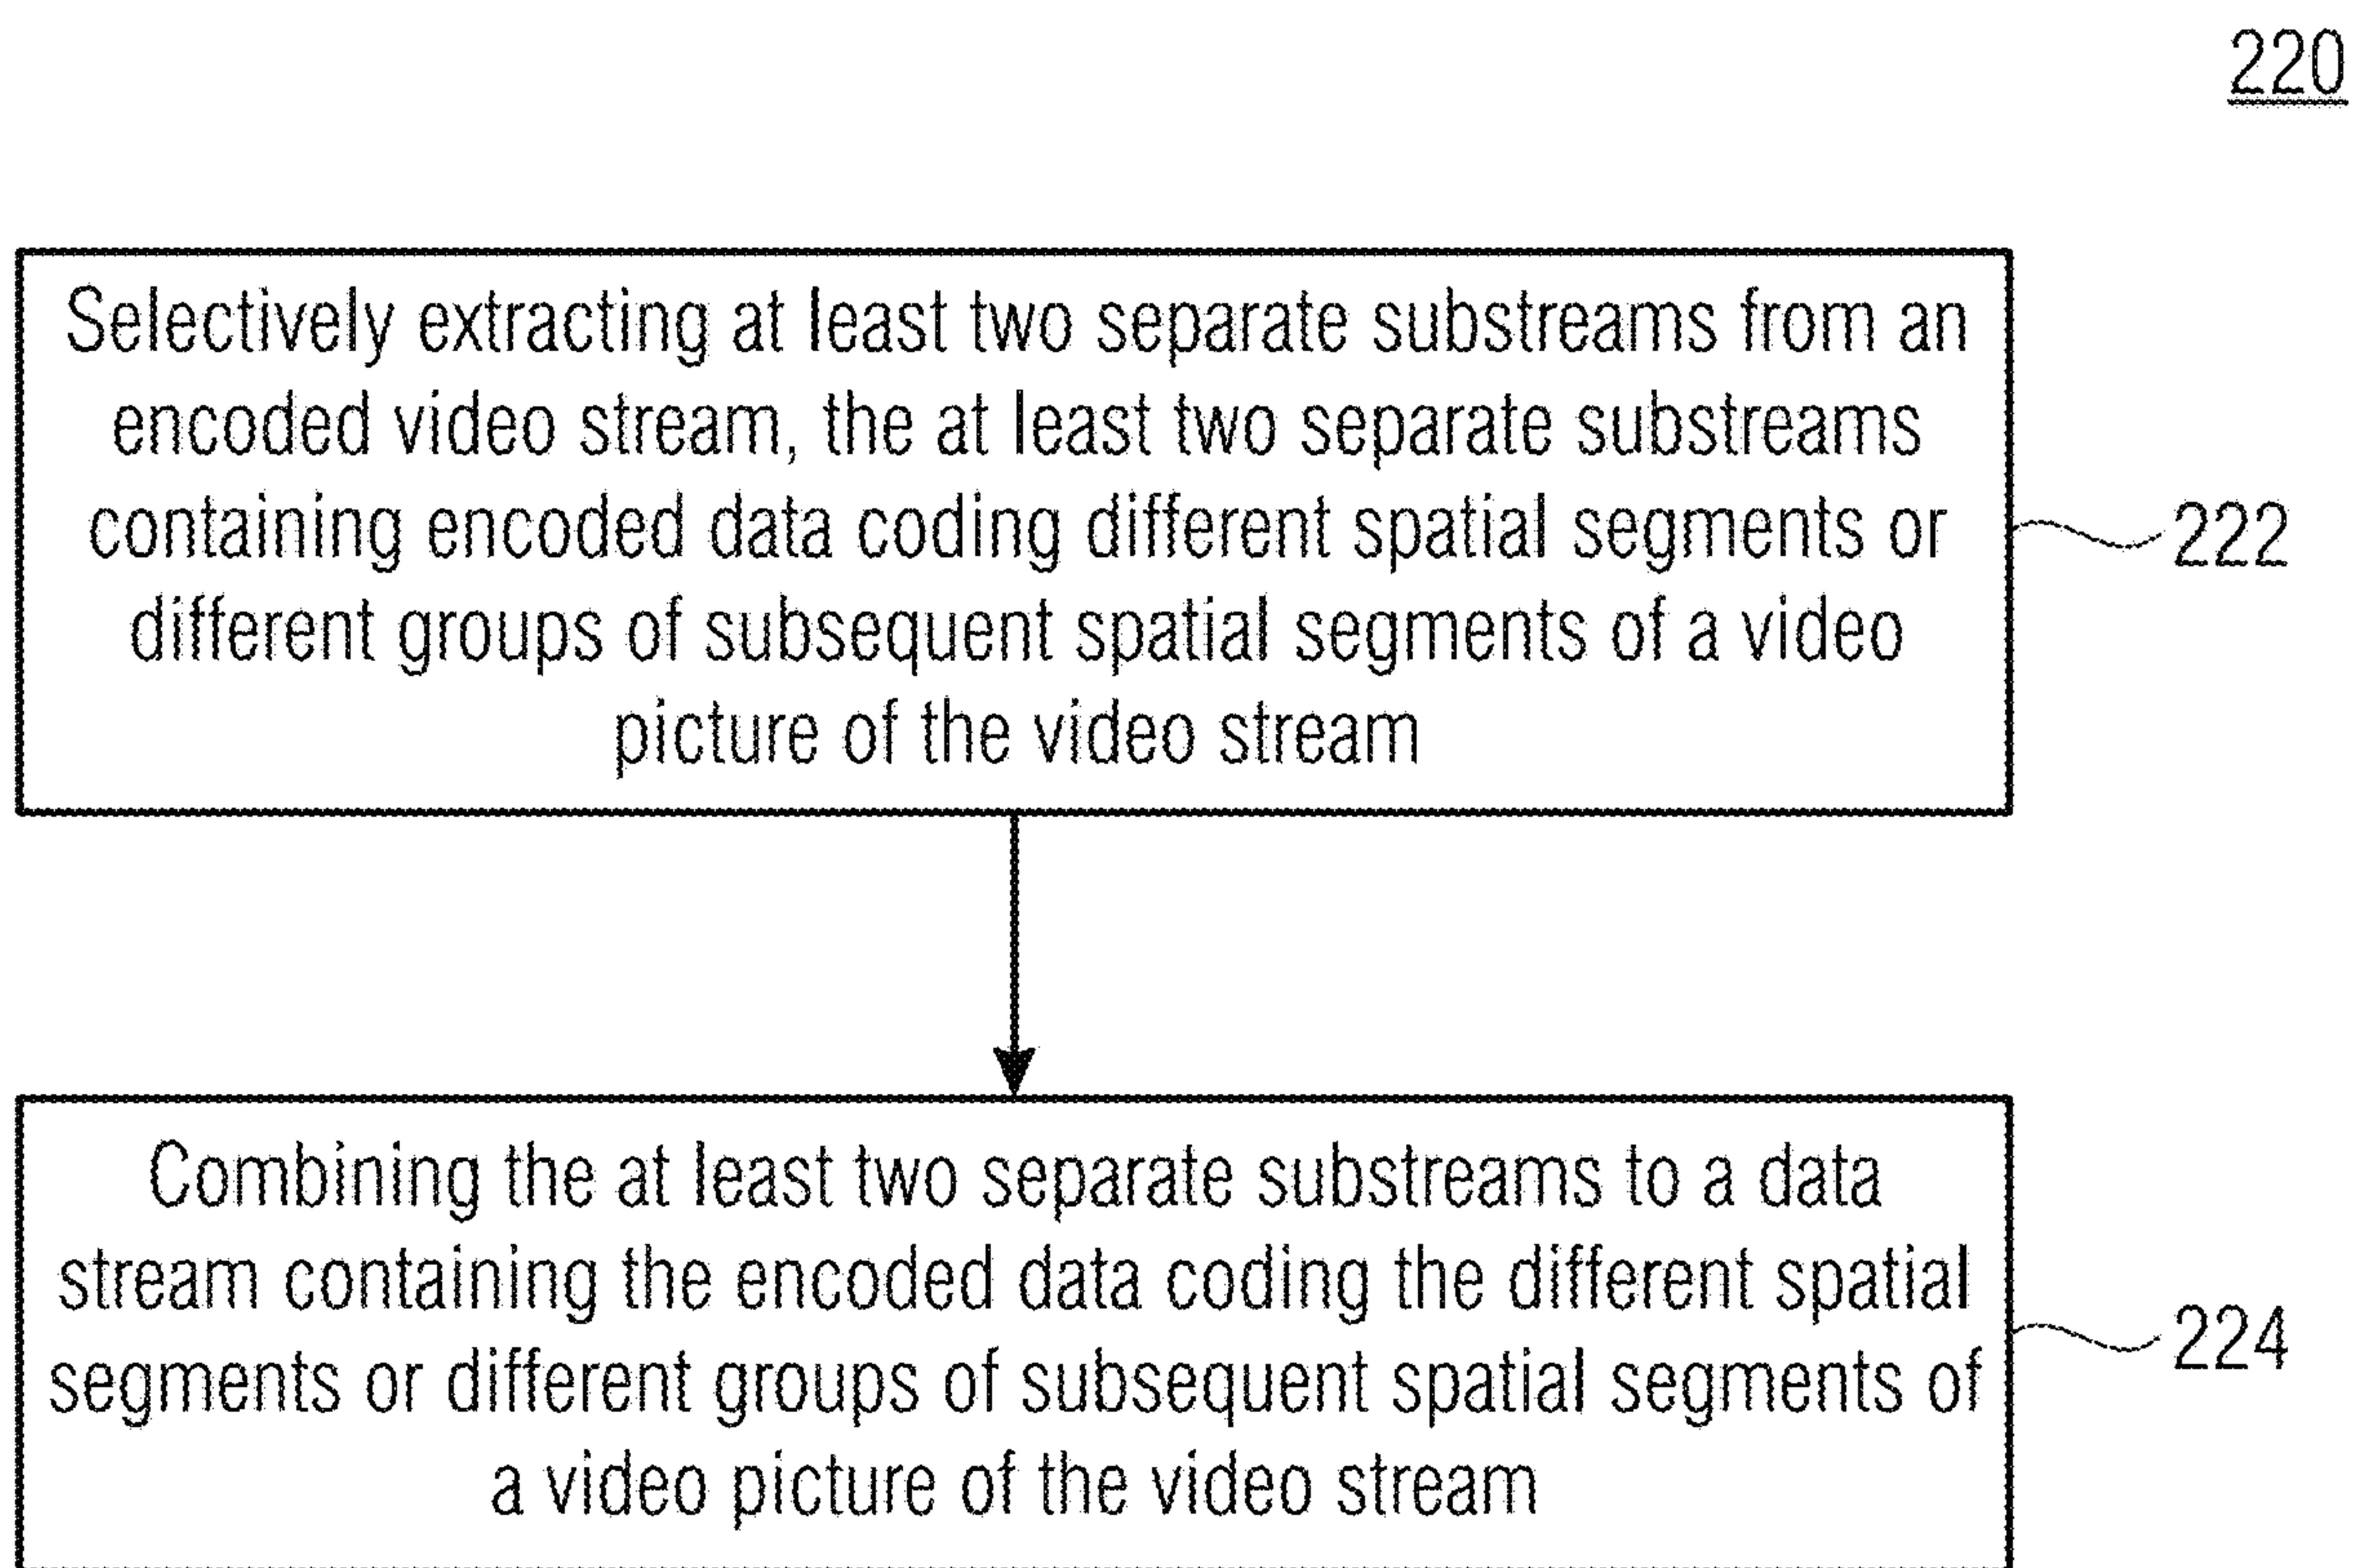 220
Selectively extracting at least two separate substreams from an
encoded video stream, the at least two separate substreams
containing encoded data coding different spatial segments or
different groups of subsequent spatial segments of a video
picture of the video stream
222
Combining the at least two separate substreams to a data
stream containing the encoded data coding the different spatial
segments or different groups of subsequent spatial segments of
a video picture of the video stream
224